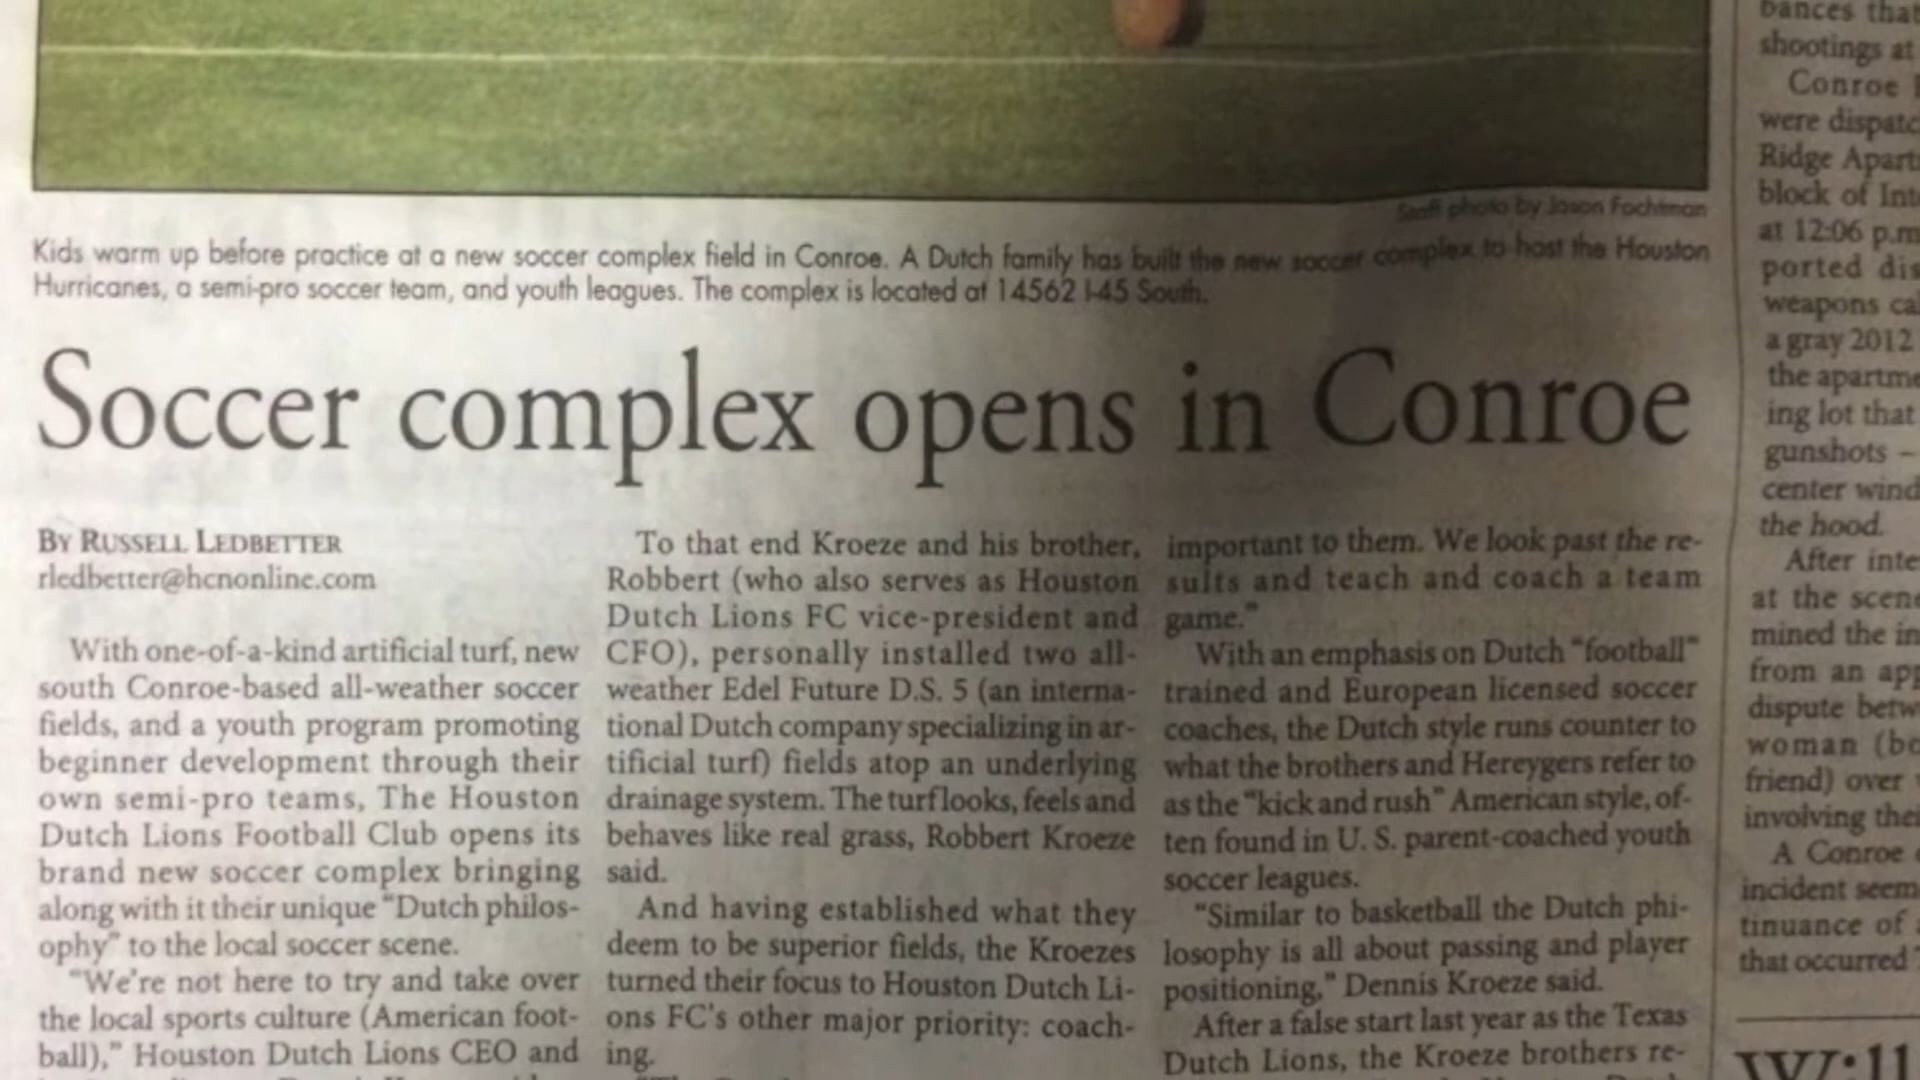 Staff photo by Jason Fochtman
Kids warm up before practice at a new soccer complex field in Conroe. A Dutch family has built the new soccer complex to host the Houston
Hurricanes, a semi-pro soccer team, and youth leagues. The complex is located at 14562 I-45 South.
Soccer complex opens in Conroe
BY RUSSELL LEDBETTER
rledbetter@hcnonline.com
With one-of-a-kind artificial turf, new
south Conroe-based all-weather soccer
fields, and a youth program promoting
beginner development through their
own semi-pro teams, The Houston
Dutch Lions Football Club opens its
brand new soccer complex bringing
along with it their unique "Dutch philos-
ophy" to the local soccer scene.
"We're not here to try and take over
the local sports culture (American foot-
ball)," Houston Dutch Lions CEO and
To that end Kroeze and his brother,
Robbert (who also serves as Houston
Dutch Lions FC vice-president and
CFO), personally installed two all-
weather Edel Future D.S. 5 (an interna-
tional Dutch company specializing in ar-
tificial turf) fields atop an underlying
drainage system. The turf looks, feels and
behaves like real grass, Robbert Kroeze
said.
And having established what they
deem to be superior fields, the Kroezes
turned their focus to Houston Dutch Li-
ons FC's other major priority: coach-
ing.
important to them. We look past the re-
sults and teach and coach a team
game."
With an emphasis on Dutch "football"
trained and European licensed soccer
coaches, the Dutch style runs counter to
what the brothers and Hereygers refer to
as the "kick and rush" American style, of-
ten found in U. S. parent-coached youth
soccer leagues.
"Similar to basketball the Dutch phi-
losophy is all about passing and player
positioning," Dennis Kroeze said.
After a false start last year as the Texas
Dutch Lions, the Kroeze brothers re-
bances that
shootings at
Conroe
were dispatc
Ridge Apart
block of Int
at 12:06 p.m
ported dis
weapons ca
a gray 2012
the apartme
ing lot that
gunshots –
center wind
the hood.
After inte
at the scene
mined the in
from an app
dispute betw
woman (bo
friend) over
involving thei
A Conroe
incident seem
tinuance of
that occurred
Will